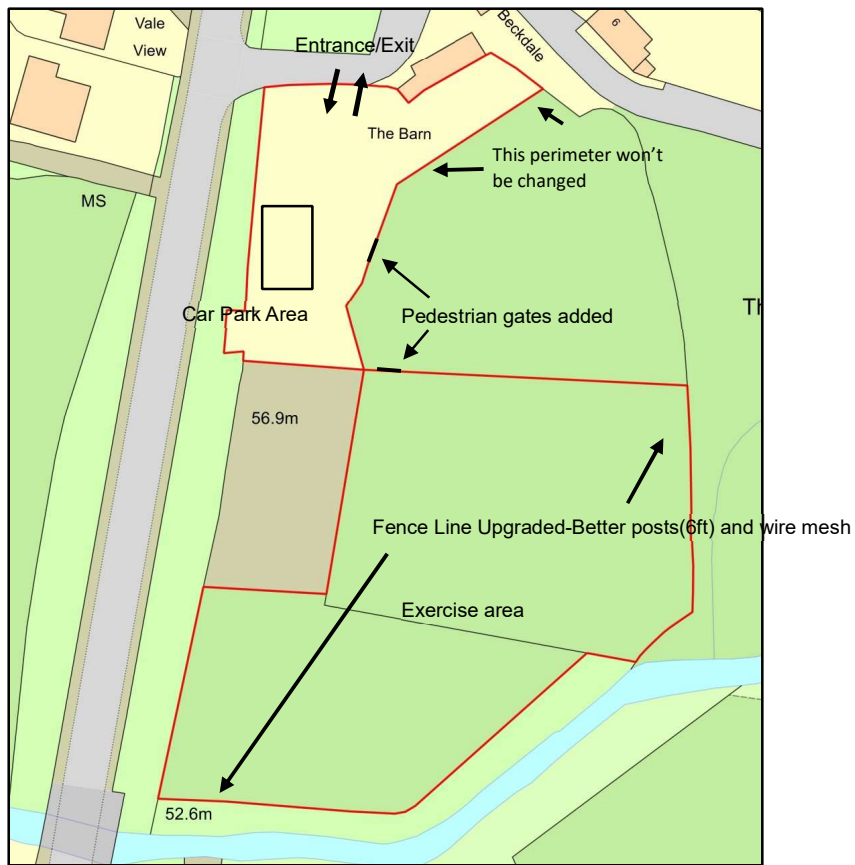 Vale
View
Entrance/Exit
Beckdale
6
The Barn
This perimeter won't
be changed
MS
Car Park Area
Pedestrian gates added
56.9m
Fence Line Upgraded-Better posts(6ft) and wire mesh
Exercise area
52.6m